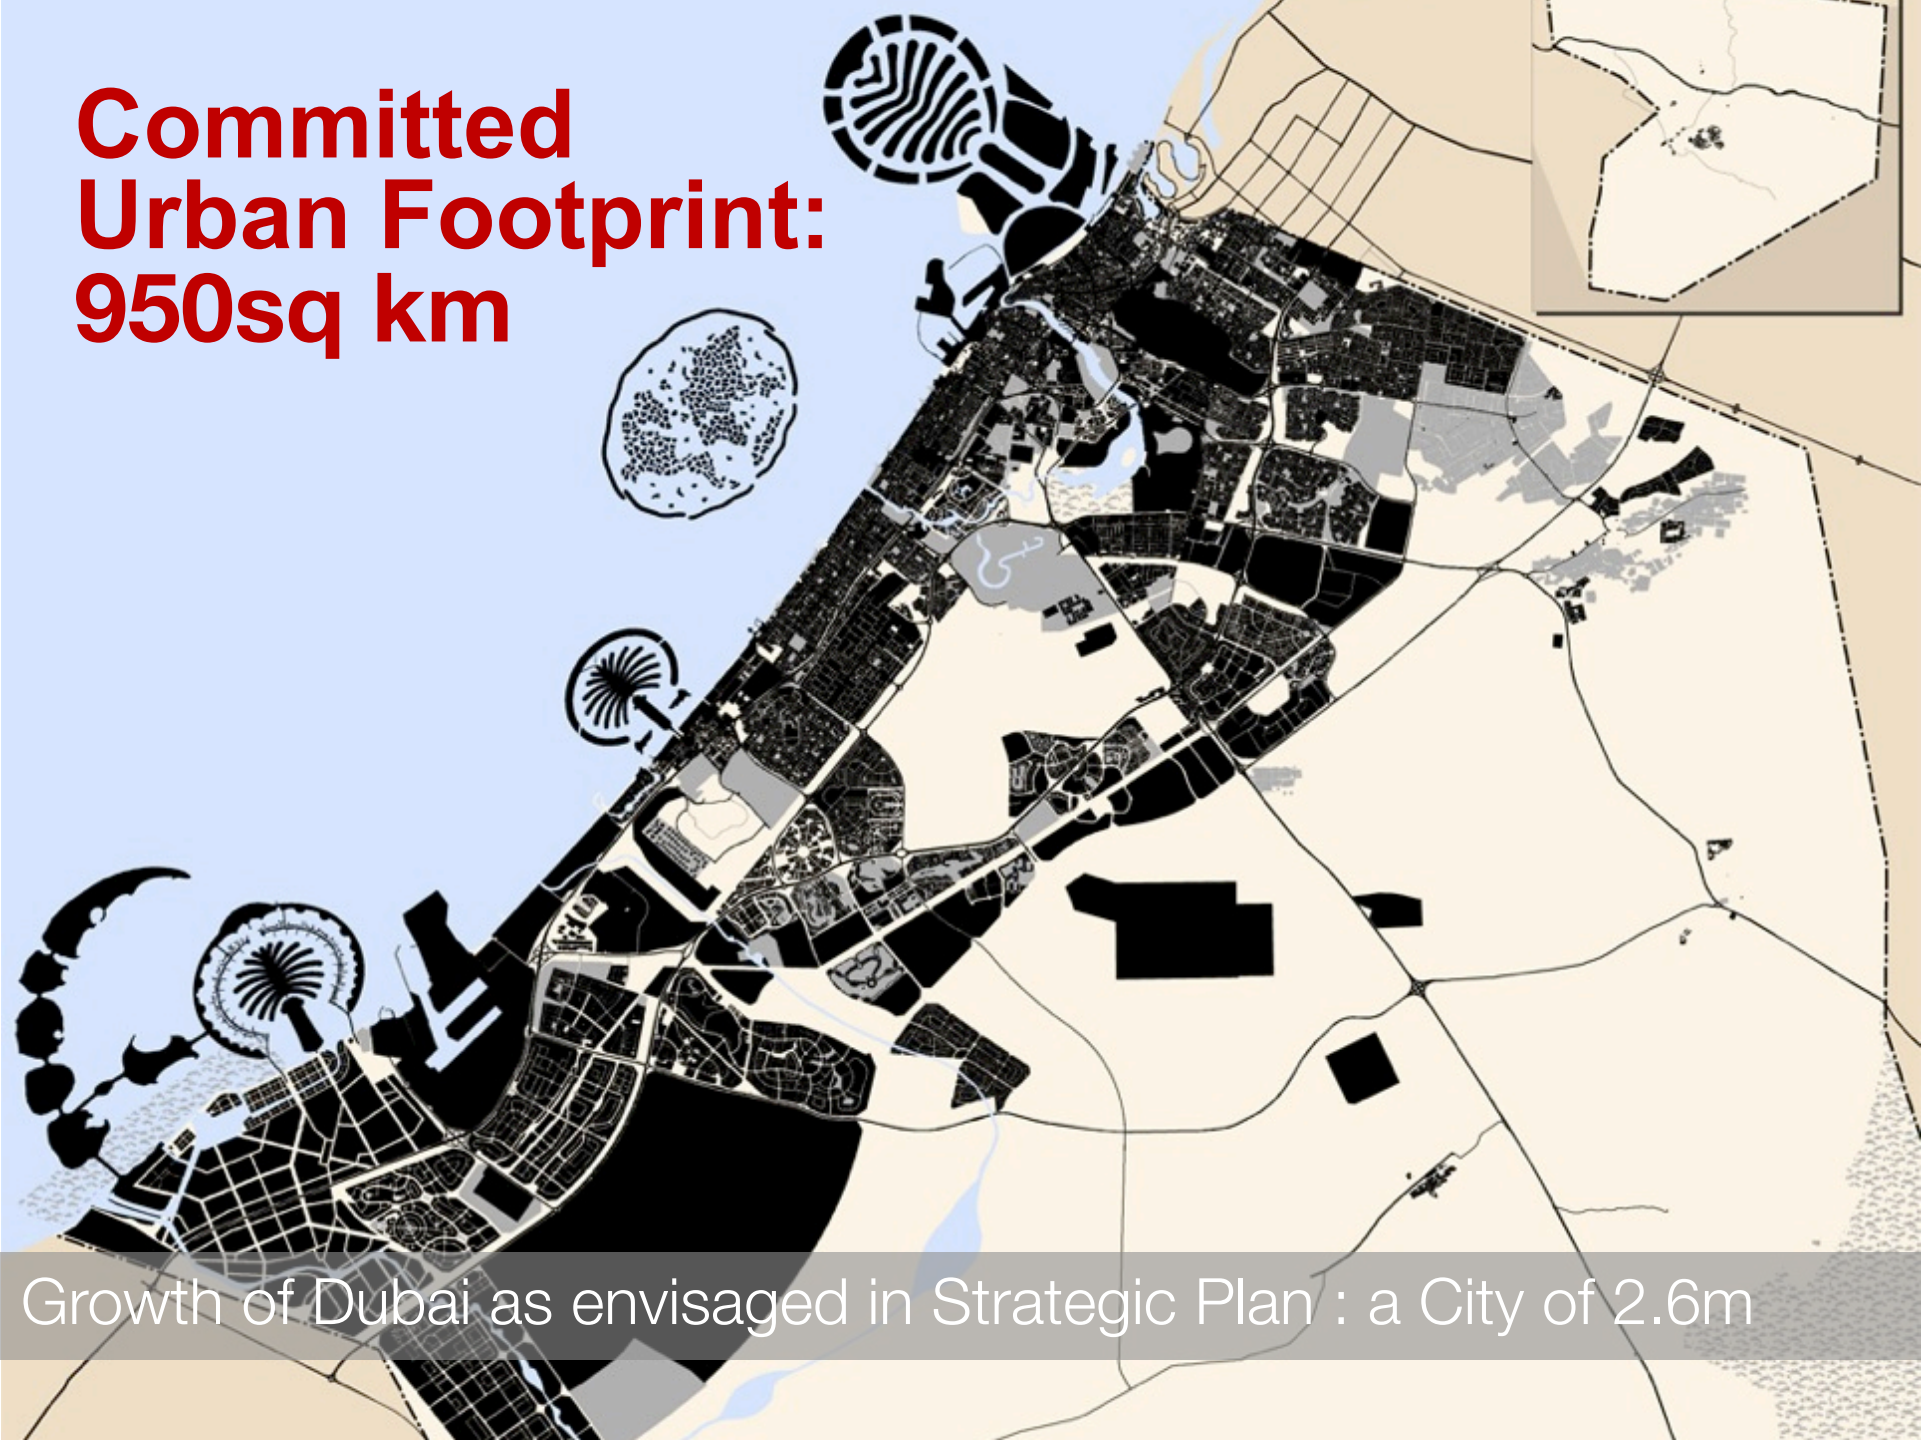 Committed
Urban Footprint:
950sq km
Growth of Dubai as envisaged in Strategic Plan : a City of 2.6m